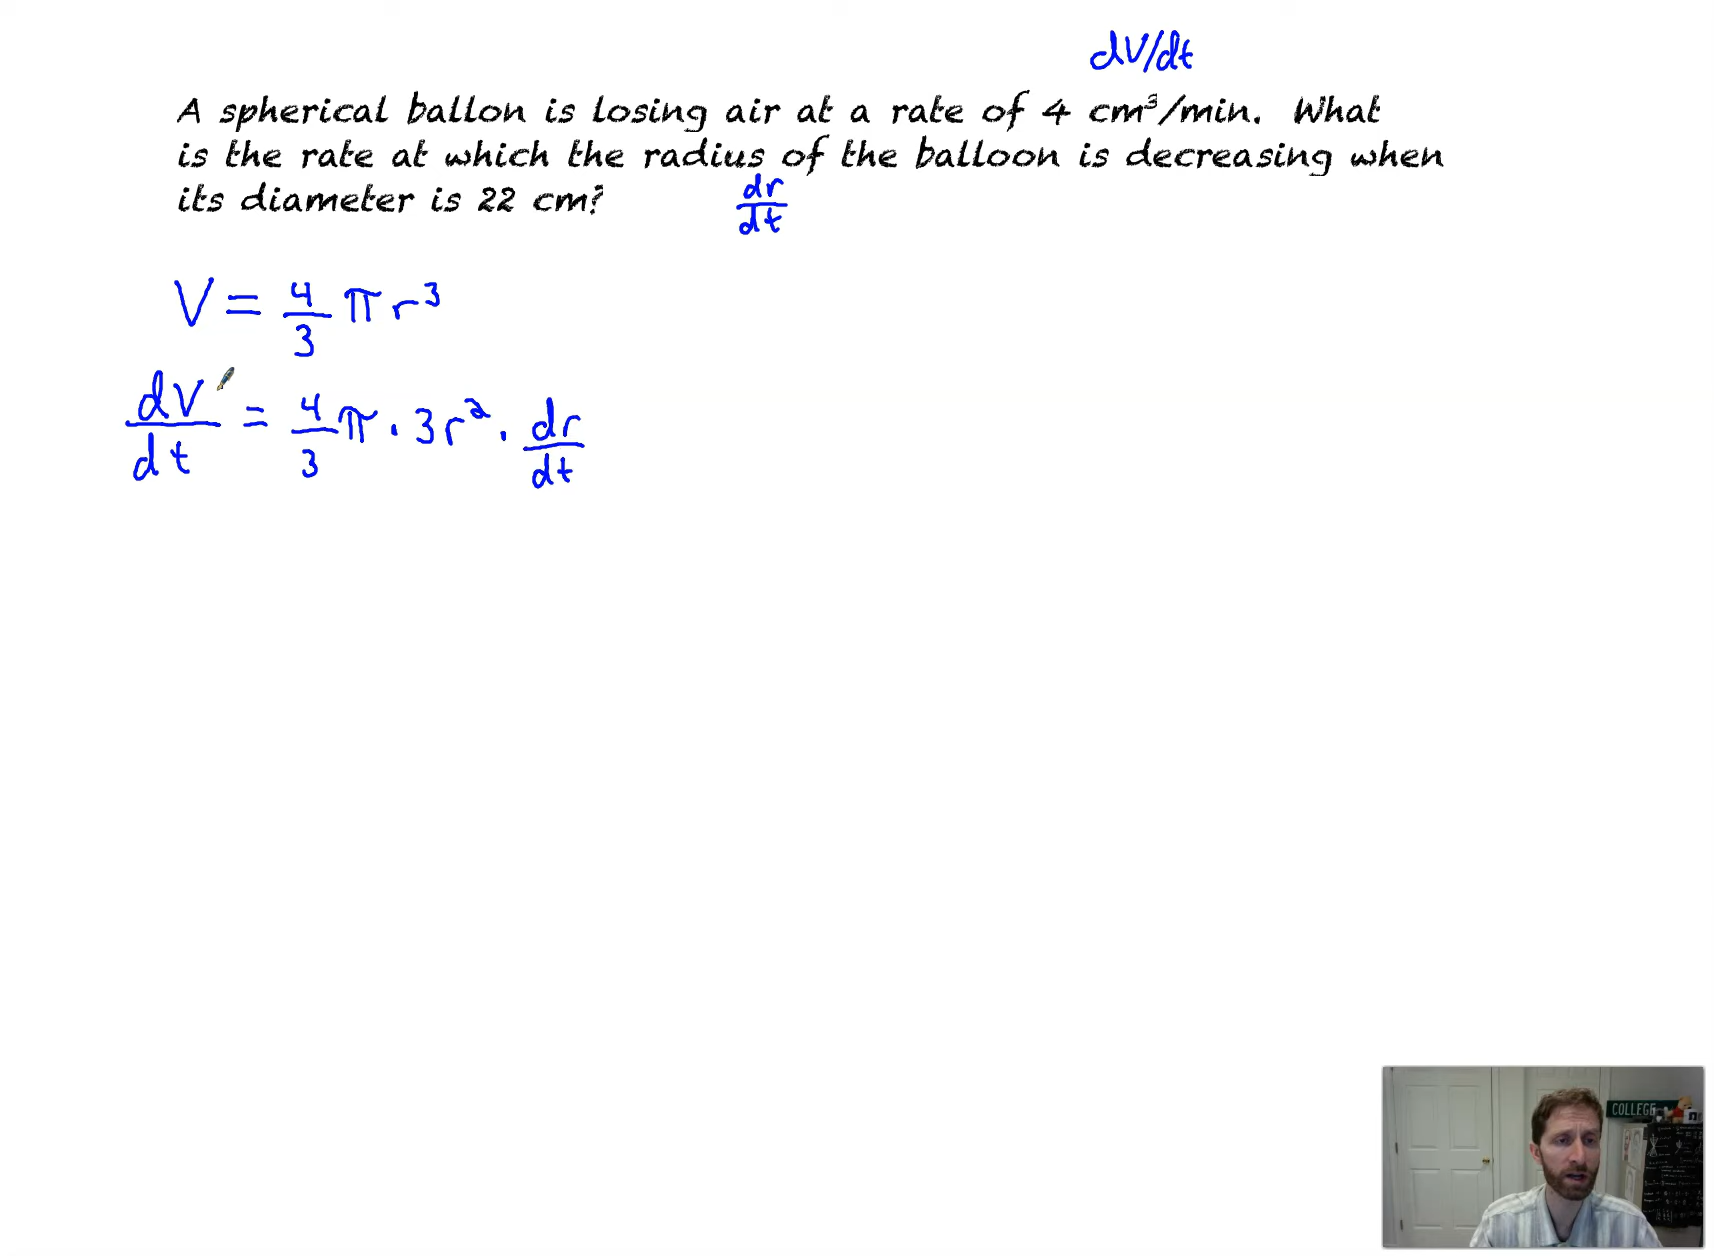 dV/dt
A spherical ballon is losing air at a rate of 4 cm³/min. What
is the rate at which the radius of the balloon is decreasing when
its diameter is 22 cm? dr/dt
V = 4/3 π r³
dV/dt = 4/3 π · 3r² · dr/dt
COLLEGE